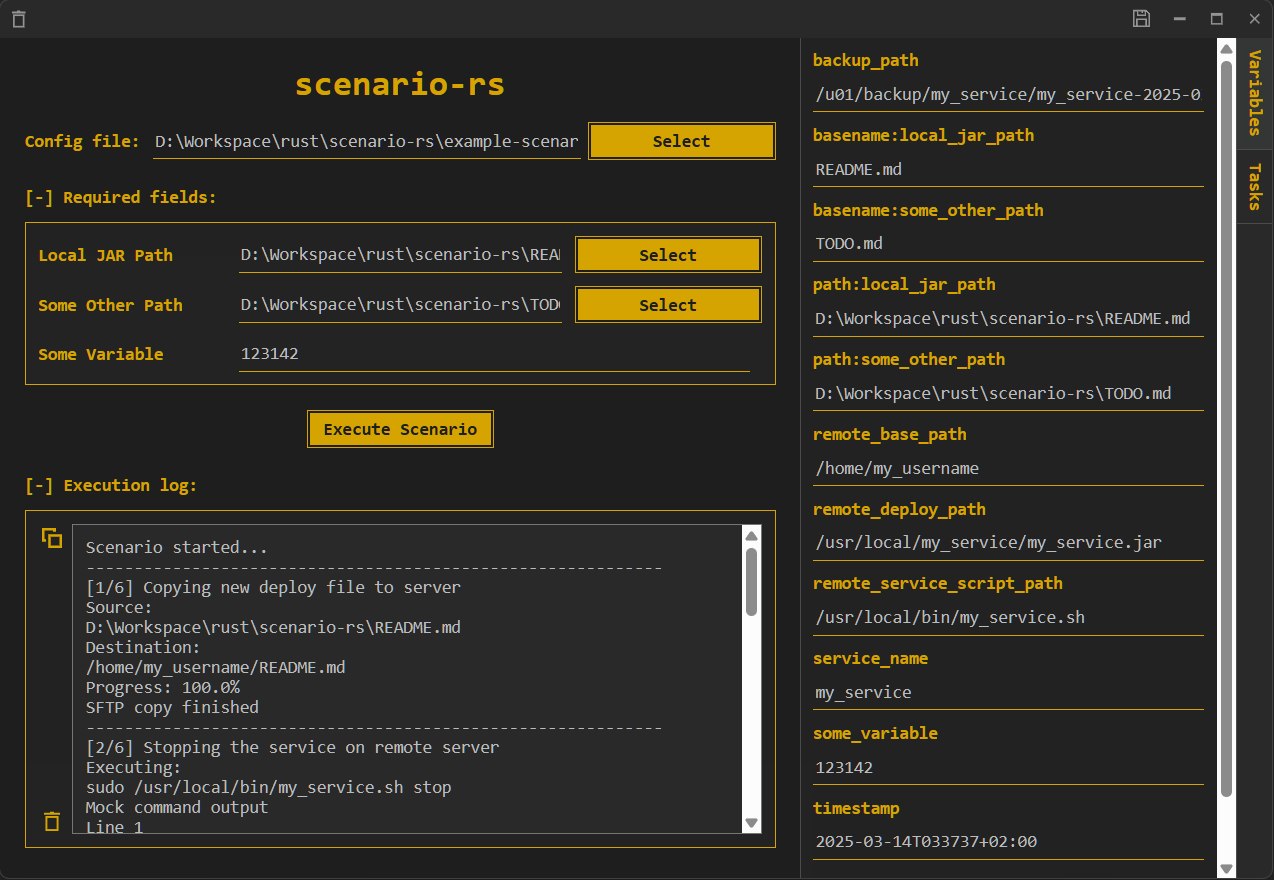 scenario-rs
Config file: D:\Workspace\rust\scenario-rs\example-scenar Select
[-] Required fields:
Local JAR Path D:\Workspace\rust\scenario-rs\REA Select
Some Other Path D:\Workspace\rust\scenario-rs\TOD Select
Some Variable 123142
Execute Scenario
[-] Execution log:
Scenario started...
------------------------------------------------------------
[1/6] Copying new deploy file to server
Source:
D:\Workspace\rust\scenario-rs\README.md
Destination:
/home/my_username/README.md
Progress: 100.0%
SFTP copy finished
------------------------------------------------------------
[2/6] Stopping the service on remote server
Executing:
sudo /usr/local/bin/my_service.sh stop
Mock command output
Line 1
backup_path
/u01/backup/my_service/my_service-2025-0
basename:local_jar_path
README.md
basename:some_other_path
TODO.md
path:local_jar_path
D:\Workspace\rust\scenario-rs\README.md
path:some_other_path
D:\Workspace\rust\scenario-rs\TODO.md
remote_base_path
/home/my_username
remote_deploy_path
/usr/local/my_service/my_service.jar
remote_service_script_path
/usr/local/bin/my_service.sh
service_name
my_service
some_variable
123142
timestamp
2025-03-14T033737+02:00
Variables
Tasks